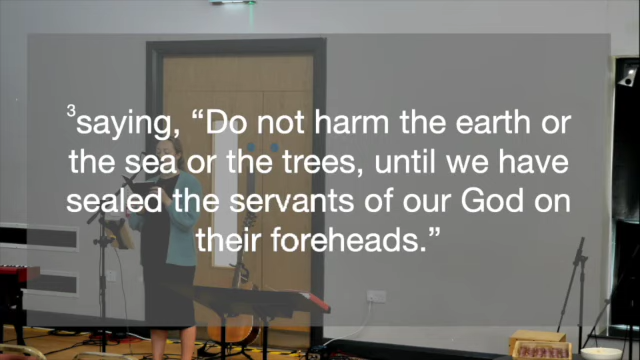 ³saying, “Do not harm the earth or
the sea or the trees, until we have
sealed the servants of our God on
their foreheads.”